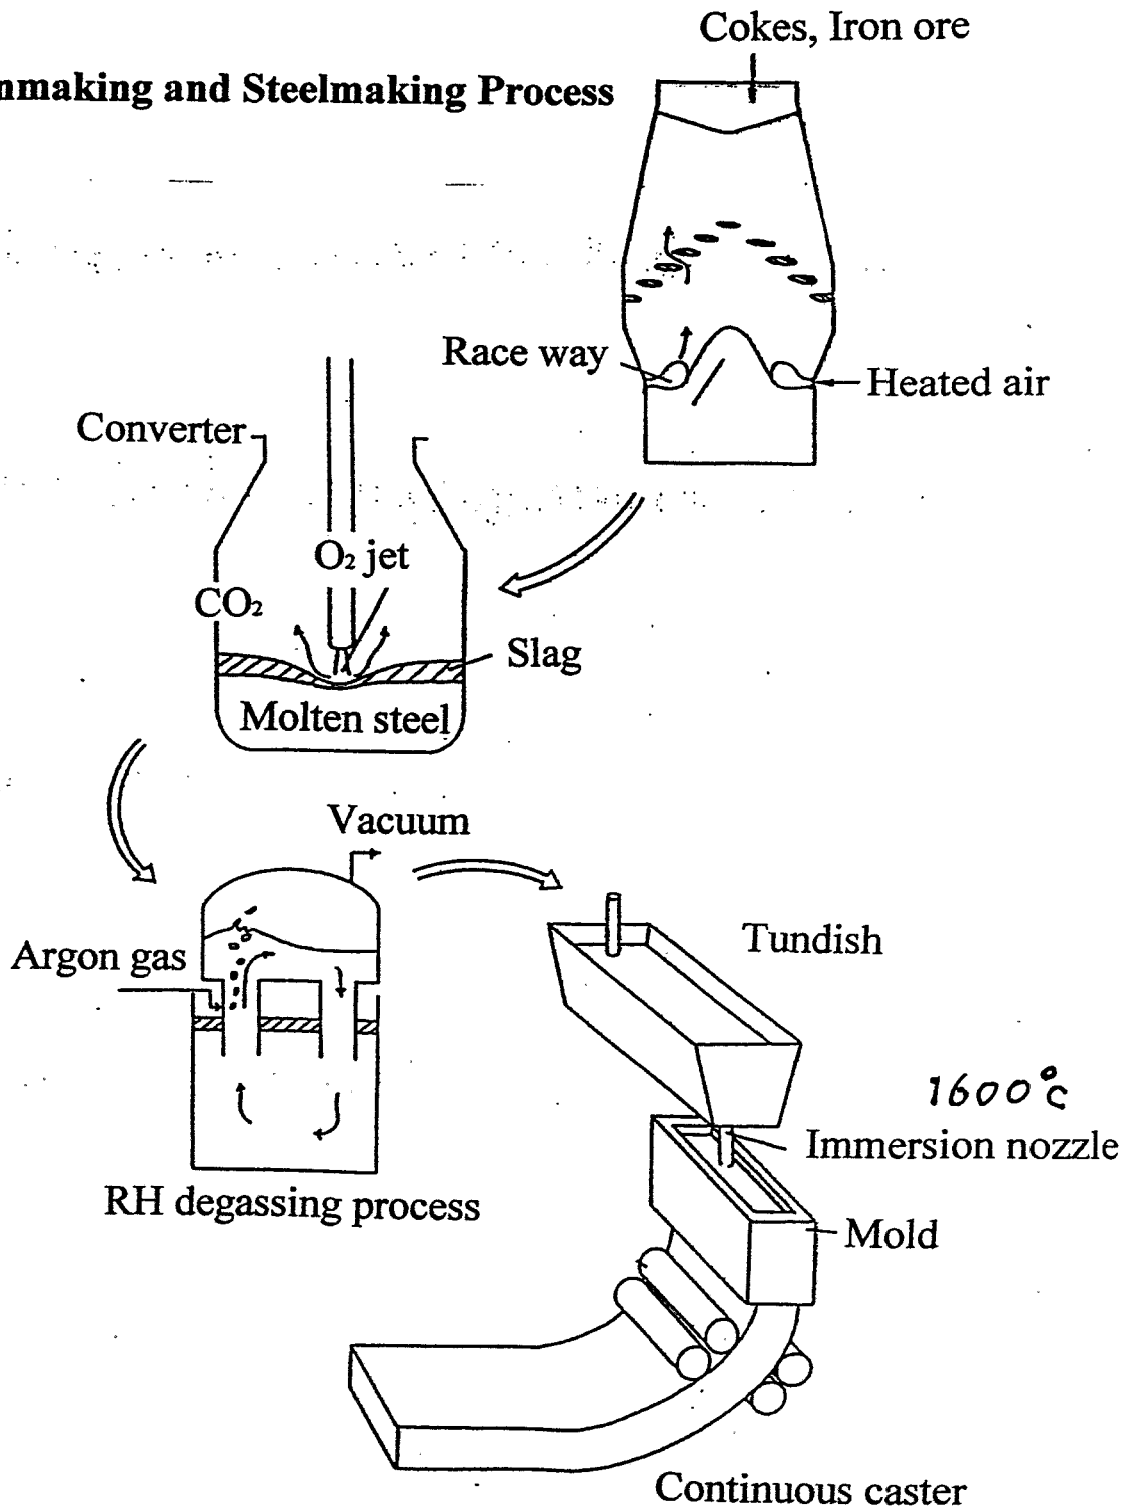 Cokes, Iron ore
nmaking and Steelmaking Process
Race way
Heated air
Converter
O₂ jet
CO₂
Slag
Molten steel
Vacuum
Argon gas
Tundish
1600°C
Immersion nozzle
RH degassing process
Mold
Continuous caster